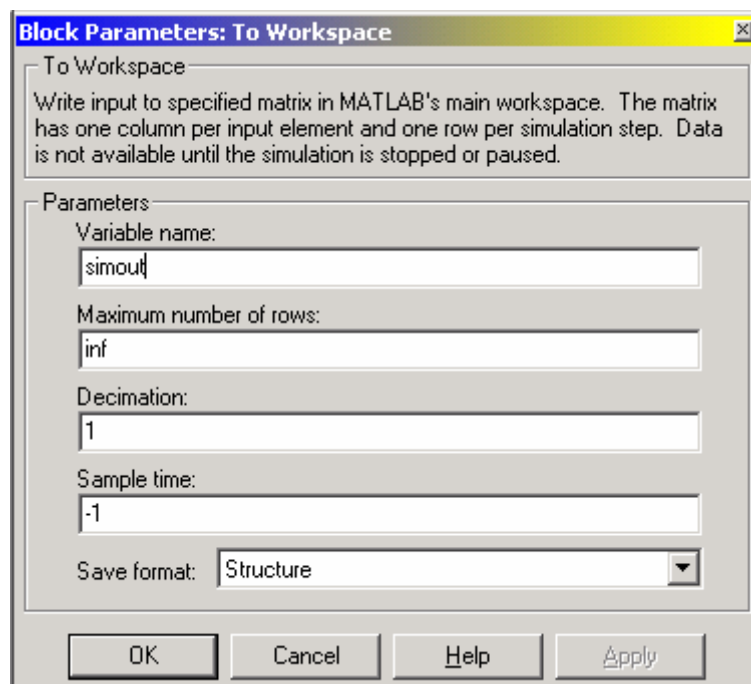 Block Parameters: To Workspace
To Workspace
Write input to specified matrix in MATLAB's main workspace. The matrix
has one column per input element and one row per simulation step. Data
is not available until the simulation is stopped or paused.
Parameters
Variable name:
simout
Maximum number of rows:
inf
Decimation:
1
Sample time:
-1
Save format: Structure
OK Cancel Help Apply